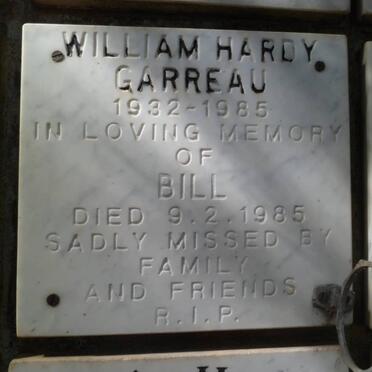 WILLIAM HARDY
GARREAU
1932-1985
IN LOVING MEMORY
OF
BILL
DIED 9.2.1985
SADLY MISSED BY
FAMILY
AND FRIENDS
R.I.P.